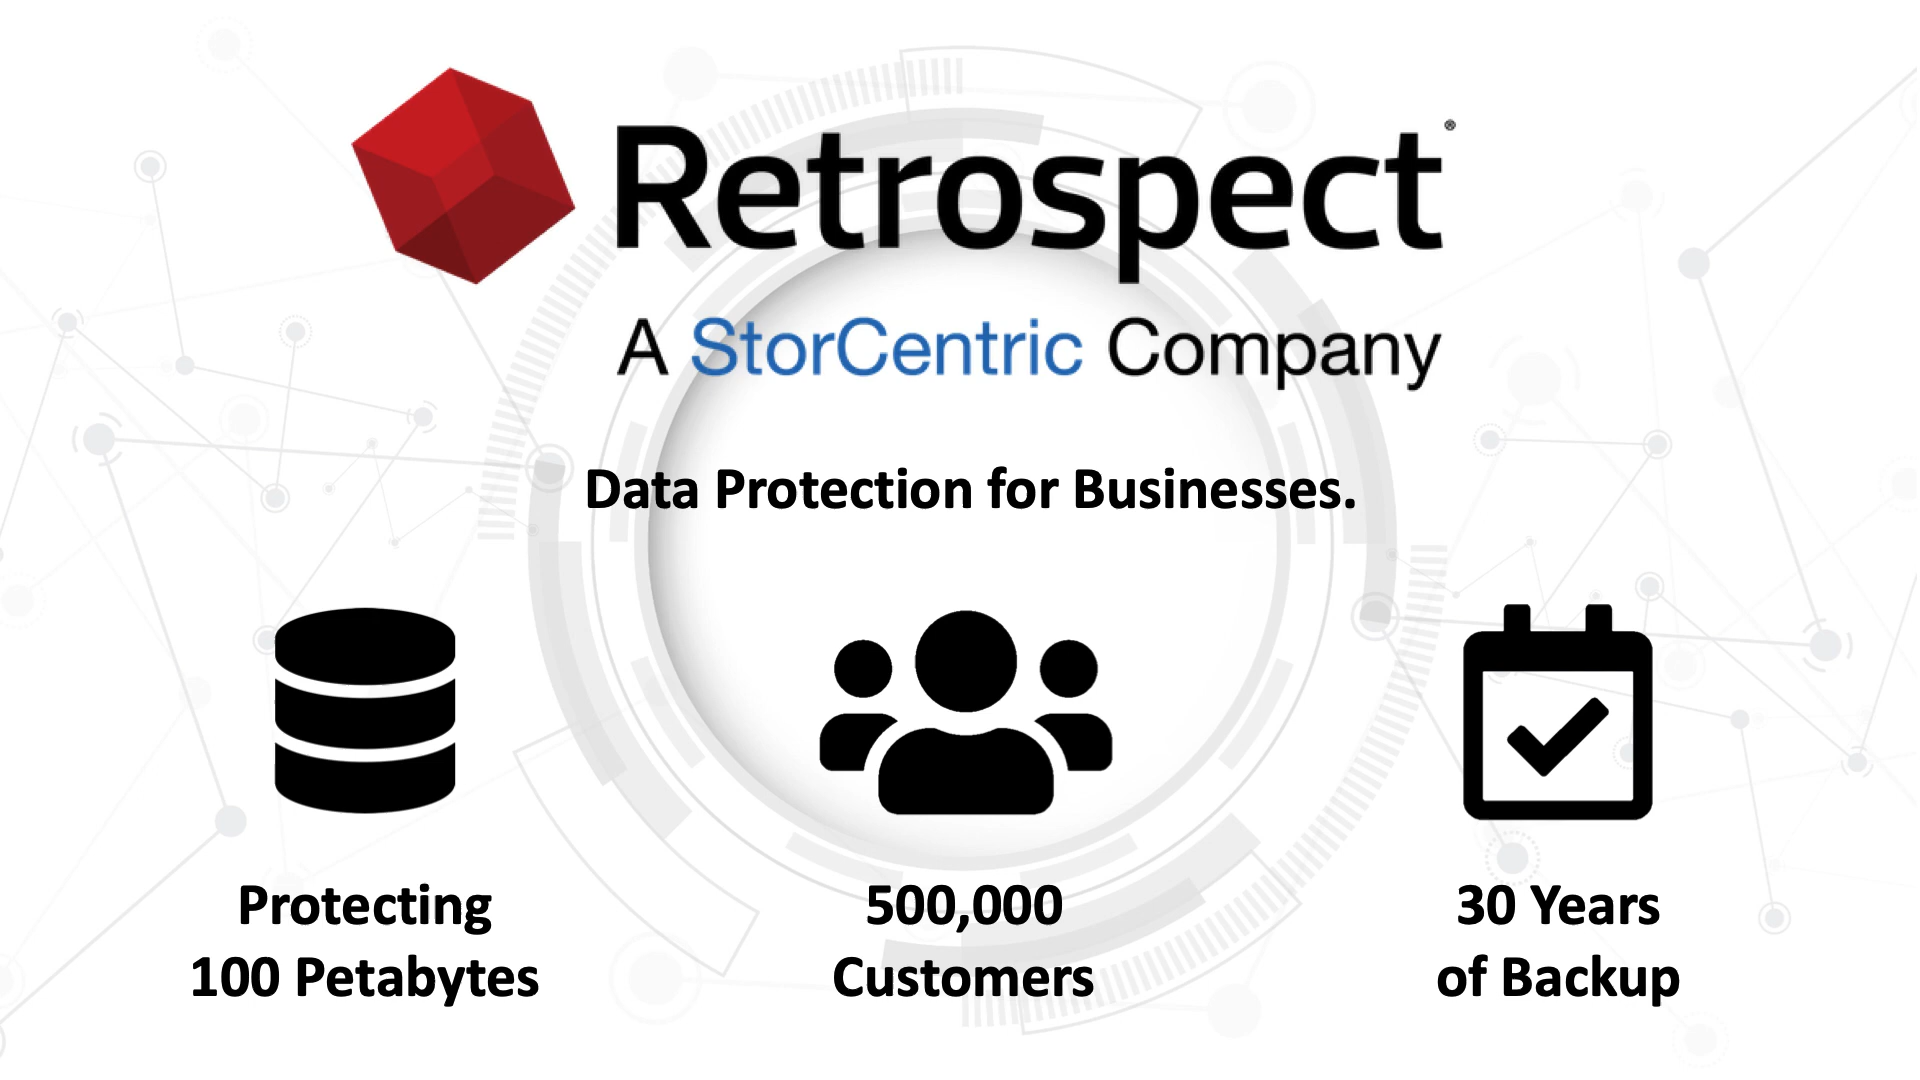 Retrospect®
A StorCentric Company
Data Protection for Businesses.
Protecting
100 Petabytes
500,000
Customers
30 Years
of Backup